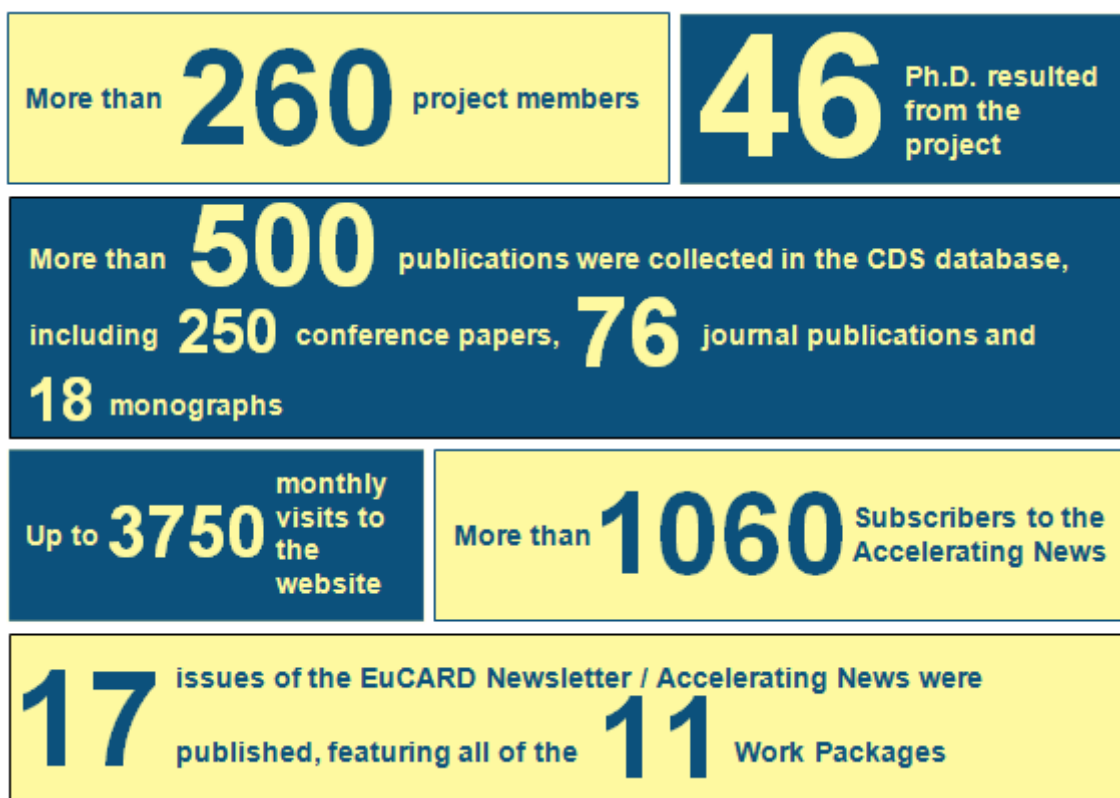 More than 260 project members
46 Ph.D. resulted
from the
project
More than 500 publications were collected in the CDS database,
including 250 conference papers, 76 journal publications and
18 monographs
Up to 3750 monthly
visits to
the
website
More than 1060 Subscribers to the
Accelerating News
17 issues of the EuCARD Newsletter / Accelerating News were
published, featuring all of the 11 Work Packages